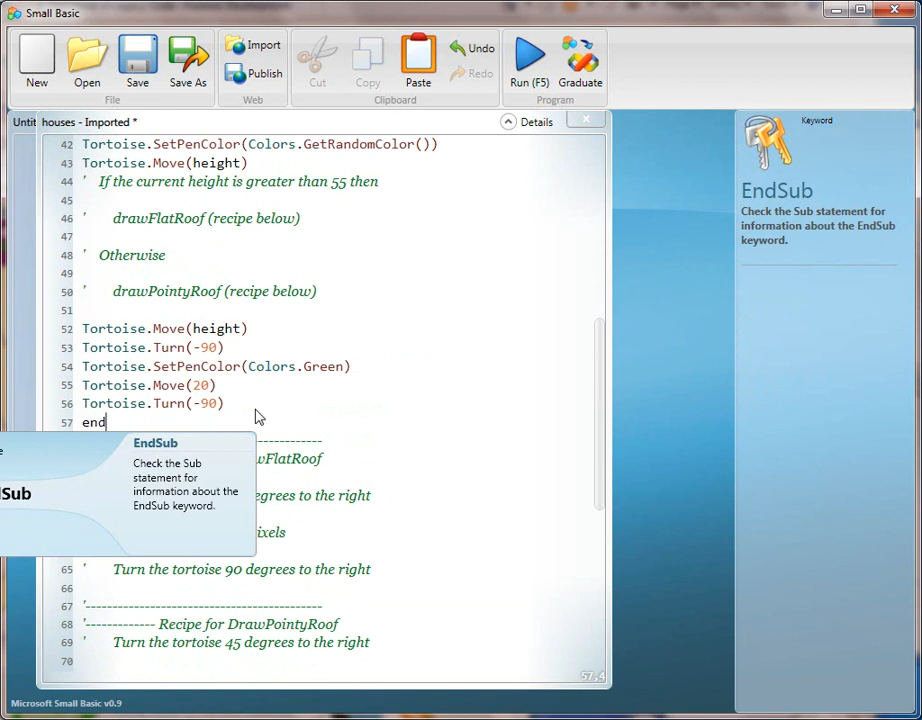 Small Basic
New
Open
Save
Save As
Import
Publish
Cut
Copy
Paste
Undo
Redo
Run (F5)
Graduate
File
Web
Clipboard
Program
Untit
houses - Imported *
Details
42 Tortoise.SetPenColor(Colors.GetRandomColor())
43 Tortoise.Move(height)
44 ' If the current height is greater than 55 then
45
46 ' drawFlatRoof (recipe below)
47
48 ' Otherwise
49
50 ' drawPointyRoof (recipe below)
51
52 Tortoise.Move(height)
53 Tortoise.Turn(-90)
54 Tortoise.SetPenColor(Colors.Green)
55 Tortoise.Move(20)
56 Tortoise.Turn(-90)
57 end
-------------
wFlatRoof
egrees to the right
ixels
e
dSub
EndSub
Check the Sub
statement for
information about the
EndSub keyword.
65 ' Turn the tortoise 90 degrees to the right
66
67 '------------------------------------------
68 '------------- Recipe for DrawPointyRoof
69 ' Turn the tortoise 45 degrees to the right
70
57,4
Keyword
EndSub
Check the Sub statement for
information about the EndSub
keyword.
Microsoft Small Basic v0.9